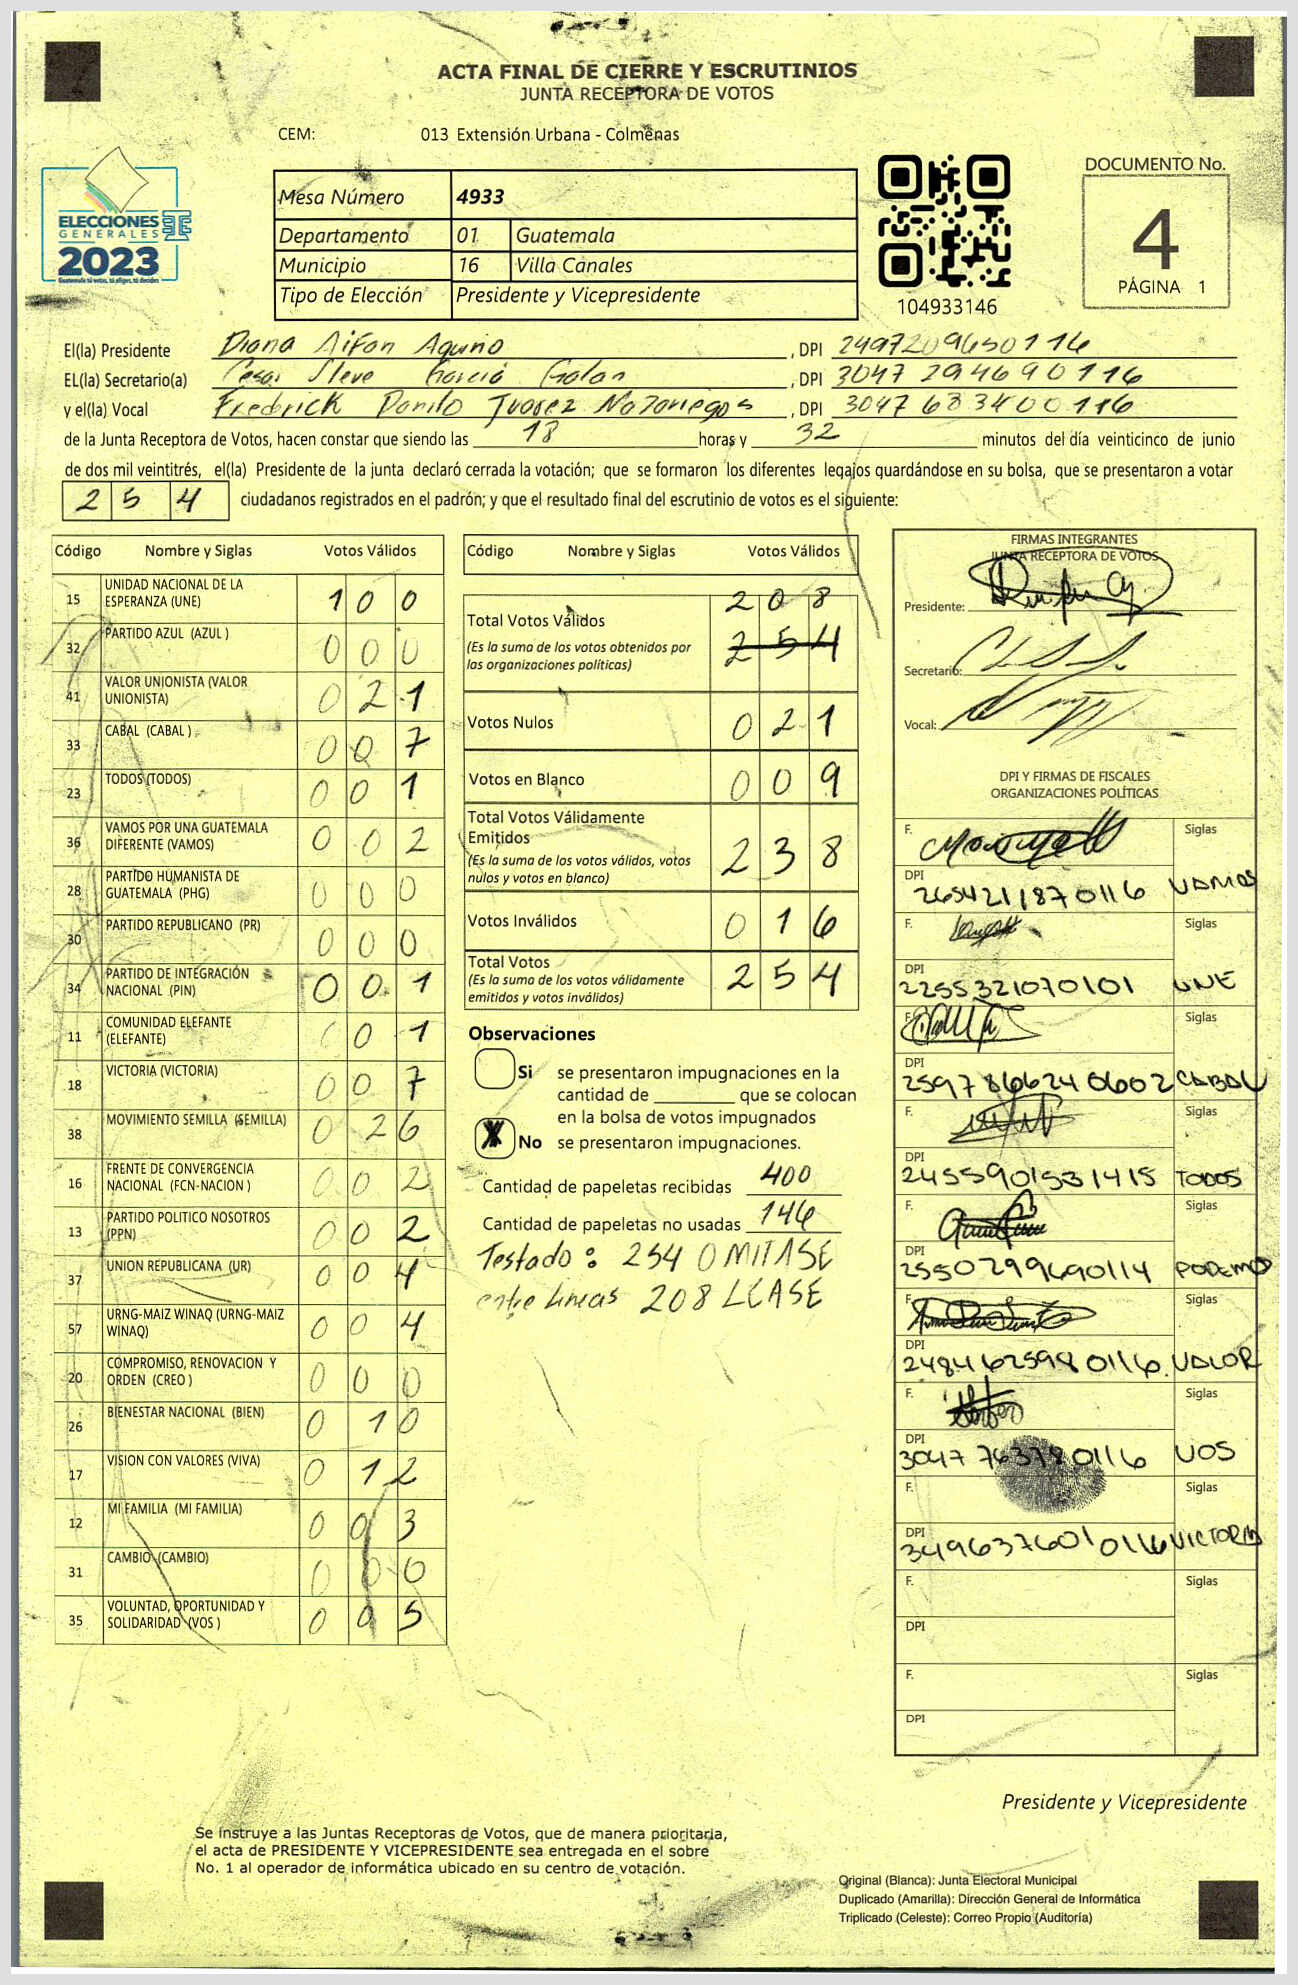 ACTA FINAL DE CIERRE Y ESCRUTINIOS
JUNTA RECEPTORA DE VOTOS
CEM: 013 Extensión Urbana - Colmenas
ELECCIONES
GENERALES
2023
Guatemala tú votas, tú eliges, tú decides
Mesa Número 4933
Departamento 01 Guatemala
Municipio 16 Villa Canales
Tipo de Elección Presidente y Vicepresidente
104933146
DOCUMENTO No.
4
PÁGINA 1
El(la) Presidente Diana Aifan Aquino, DPI 2497209650116
EL(la) Secretario(a) Cesar Steve García Galan, DPI 3047294690116
y el(la) Vocal Frederick Danilo Juarez Mazariegos, DPI 3047683400116
de la Junta Receptora de Votos, hacen constar que siendo las 18 horas y 32 minutos del día veinticinco de junio
de dos mil veintitrés, el(la) Presidente de la junta declaró cerrada la votación; que se formaron los diferentes legajos guardándose en su bolsa, que se presentaron a votar
2 5 4 ciudadanos registrados en el padrón; y que el resultado final del escrutinio de votos es el siguiente:
Código Nombre y Siglas Votos Válidos
15 UNIDAD NACIONAL DE LA ESPERANZA (UNE) 1 0 0
32 PARTIDO AZUL (AZUL ) 0 0 0
41 VALOR UNIONISTA (VALOR UNIONISTA) 0 2 1
33 CABAL (CABAL ) 0 0 7
23 TODOS (TODOS) 0 0 1
36 VAMOS POR UNA GUATEMALA DIFERENTE (VAMOS) 0 0 2
28 PARTIDO HUMANISTA DE GUATEMALA (PHG) 0 0 0
30 PARTIDO REPUBLICANO (PR) 0 0 0
34 PARTIDO DE INTEGRACIÓN NACIONAL (PIN) 0 0 1
11 COMUNIDAD ELEFANTE (ELEFANTE) 0 0 1
18 VICTORIA (VICTORIA) 0 0 7
38 MOVIMIENTO SEMILLA (SEMILLA) 0 2 6
16 FRENTE DE CONVERGENCIA NACIONAL (FCN-NACION ) 0 0 2
13 PARTIDO POLITICO NOSOTROS (PPN) 0 0 2
37 UNION REPUBLICANA (UR) 0 0 4
57 URNG-MAIZ WINAQ (URNG-MAIZ WINAQ) 0 0 4
20 COMPROMISO, RENOVACION Y ORDEN (CREO ) 0 0 0
26 BIENESTAR NACIONAL (BIEN) 0 1 0
17 VISION CON VALORES (VIVA) 0 1 2
12 MI FAMILIA (MI FAMILIA) 0 0 3
31 CAMBIO (CAMBIO) 0 0 0
35 VOLUNTAD, OPORTUNIDAD Y SOLIDARIDAD (VOS ) 0 0 5
Código Nombre y Siglas Votos Válidos
2 0 8
Total Votos Válidos 2 5 4
(Es la suma de los votos obtenidos por
las organizaciones políticas)
Votos Nulos 0 2 1
Votos en Blanco 0 0 9
Total Votos Válidamente
Emitidos 2 3 8
(Es la suma de los votos válidos, votos
nulos y votos en blanco)
Votos Inválidos 0 1 6
Total Votos 2 5 4
(Es la suma de los votos válidamente
emitidos y votos inválidos)
Observaciones
Si se presentaron impugnaciones en la
cantidad de ________ que se colocan
en la bolsa de votos impugnados
X No se presentaron impugnaciones.
Cantidad de papeletas recibidas 400
Cantidad de papeletas no usadas 146
Testado: 254 OMITASE
entre Lineas 208 LEASE
FIRMAS INTEGRANTES
JUNTA RECEPTORA DE VOTOS
Presidente:
Secretario:
Vocal:
DPI Y FIRMAS DE FISCALES
ORGANIZACIONES POLÍTICAS
F. Siglas
DPI 2654211870116 VAMOS
F. Siglas
DPI 2255321070101 UNE
F. Siglas
DPI 2597866240602 CABAL
F. Siglas
DPI 2455901531415 TODOS
F. Siglas
DPI 2550299690114 PODEMOS
F. Siglas
DPI 2484625980116 VALOR
F. Siglas
DPI 3047763780116 VOS
F. Siglas
DPI 3496376010116 VICTORIA
F. Siglas
DPI
F. Siglas
DPI
Presidente y Vicepresidente
Se instruye a las Juntas Receptoras de Votos, que de manera prioritaria,
el acta de PRESIDENTE Y VICEPRESIDENTE sea entregada en el sobre
No. 1 al operador de informática ubicado en su centro de votación.
Original (Blanca): Junta Electoral Municipal
Duplicado (Amarilla): Dirección General de Informática
Triplicado (Celeste): Correo Propio (Auditoría)